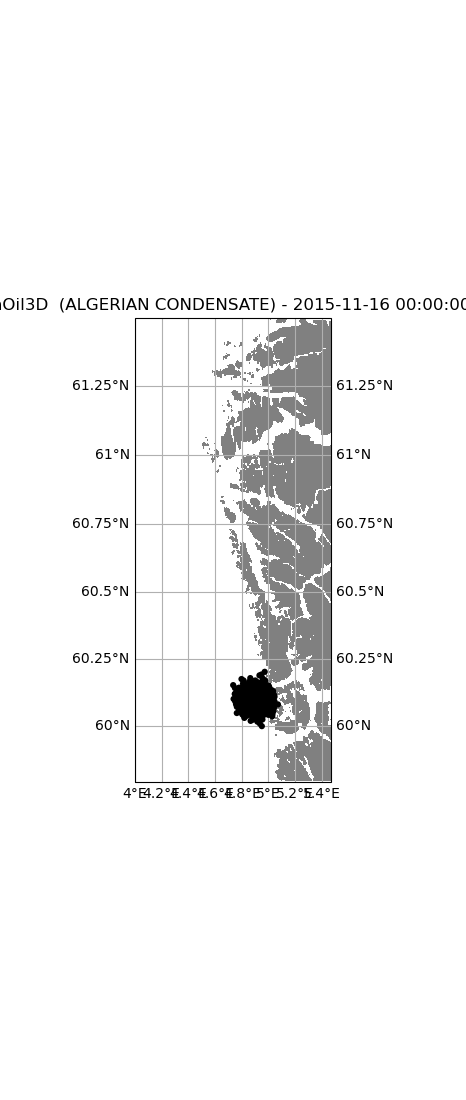 Oil3D (ALGERIAN CONDENSATE) - 2015-11-16 00:00:00
61.25°N 61.25°N
61°N 61°N
60.75°N 60.75°N
60.5°N 60.5°N
60.25°N 60.25°N
60°N 60°N
4°E 4.2°E 4.4°E 4.6°E 4.8°E 5°E 5.2°E 5.4°E